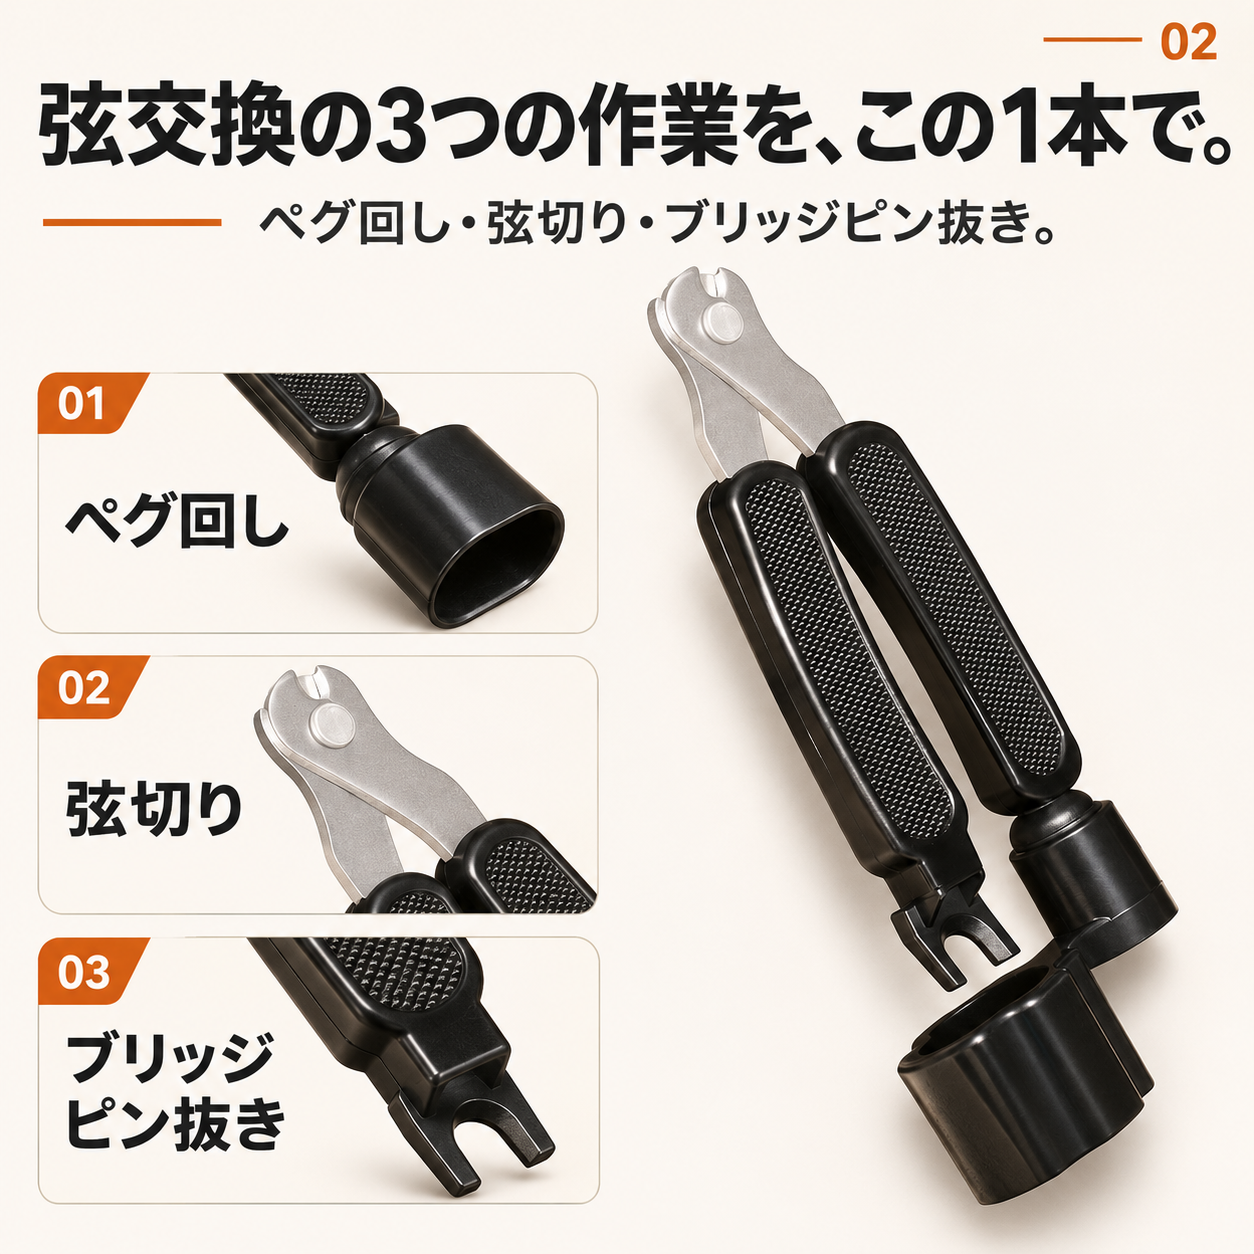 02
弦交換の3つの作業を、この1本で。
ペグ回し・弦切り・ブリッジピン抜き。
01
ペグ回し
02
弦切り
03
ブリッジ
ピン抜き